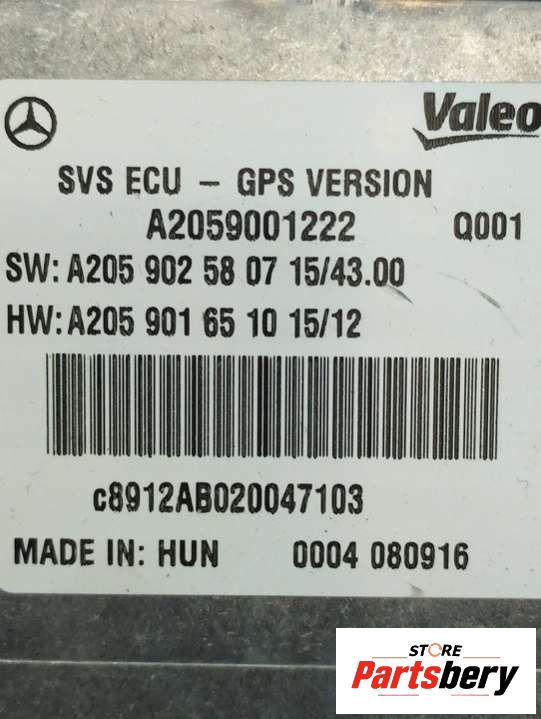 Valeo
SVS ECU – GPS VERSION
A2059001222 Q001
SW: A205 902 58 07 15/43.00
HW: A205 901 65 10 15/12
c8912AB020047103
MADE IN: HUN 0004 080916
STORE
Partsbery